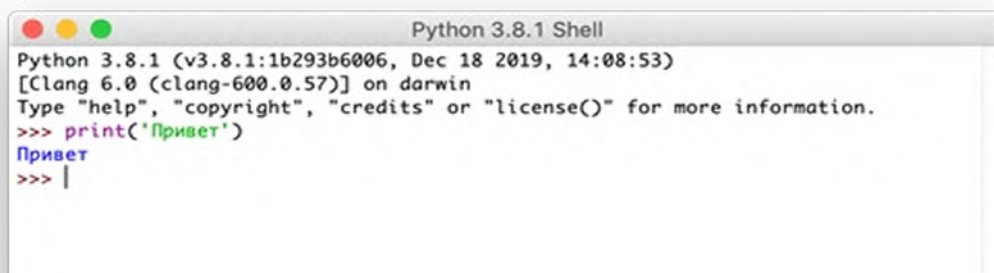 Python 3.8.1 Shell
Python 3.8.1 (v3.8.1:1b293b6006, Dec 18 2019, 14:08:53)
[Clang 6.0 (clang-600.0.57)] on darwin
Type "help", "copyright", "credits" or "license()" for more information.
>>> print('Привет')
Привет
>>>